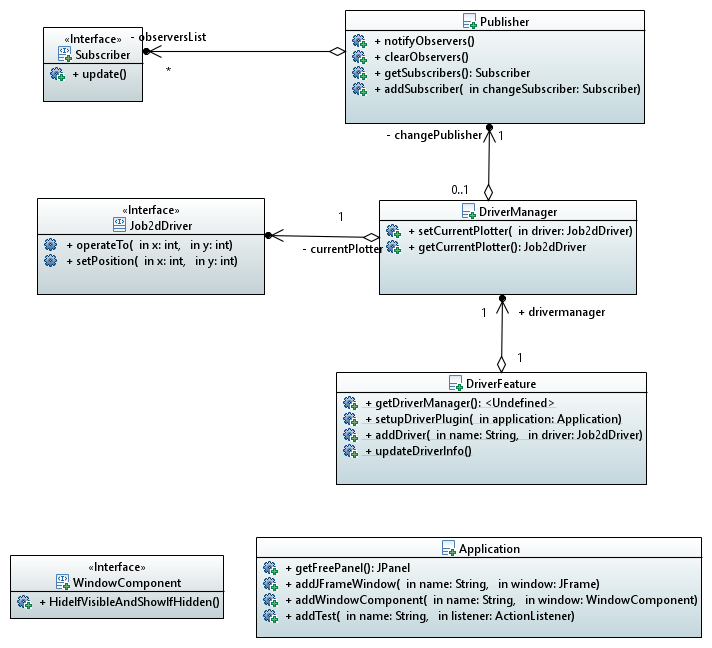 Publisher
+ notifyObservers()
+ clearObservers()
+ getSubscribers(): Subscriber
+ addSubscriber( in changeSubscriber: Subscriber)
«Interface»
Subscriber
+ update()
- observersList
*
- changePublisher
1
0..1
«Interface»
Job2dDriver
+ operateTo( in x: int, in y: int)
+ setPosition( in x: int, in y: int)
1
- currentPlotter
DriverManager
+ setCurrentPlotter( in driver: Job2dDriver)
+ getCurrentPlotter(): Job2dDriver
1
+ drivermanager
1
DriverFeature
+ getDriverManager(): <Undefined>
+ setupDriverPlugin( in application: Application)
+ addDriver( in name: String, in driver: Job2dDriver)
+ updateDriverInfo()
«Interface»
WindowComponent
+ HideIfVisibleAndShowIfHidden()
Application
+ getFreePanel(): JPanel
+ addJFrameWindow( in name: String, in window: JFrame)
+ addWindowComponent( in name: String, in window: WindowComponent)
+ addTest( in name: String, in listener: ActionListener)